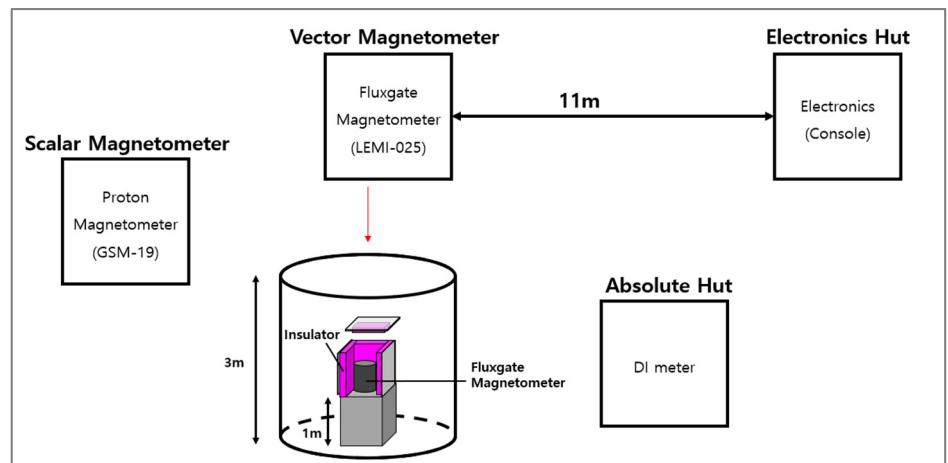 Vector Magnetometer
Fluxgate
Magnetometer
(LEMI-025)
11m
Electronics Hut
Electronics
(Console)
Scalar Magnetometer
Proton
Magnetometer
(GSM-19)
3m
Insulator
Fluxgate
Magnetometer
1m
Absolute Hut
DI meter